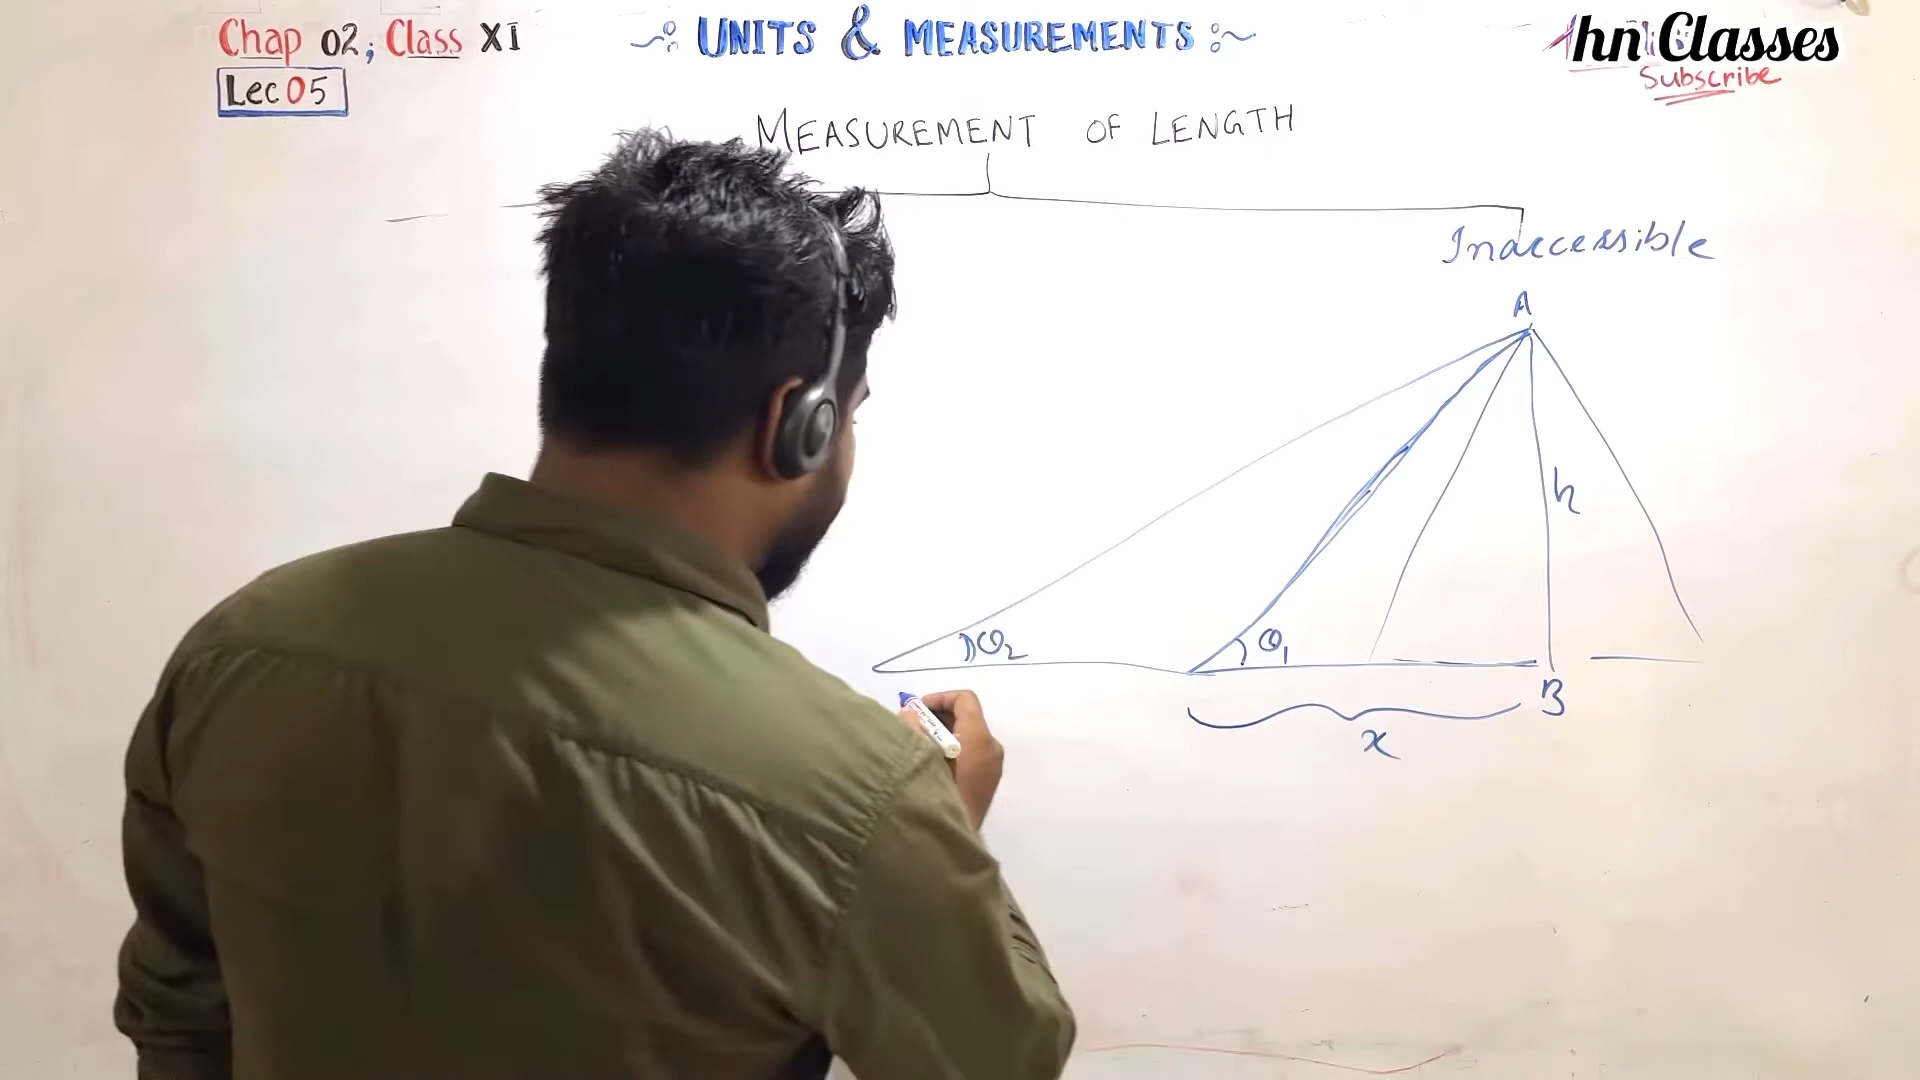 Chap 02; Class XI
Lec 05
UNITS & MEASUREMENTS
hn Classes
Subscribe
MEASUREMENT OF LENGTH
Inaccessible
A
h
θ2
θ1
B
x